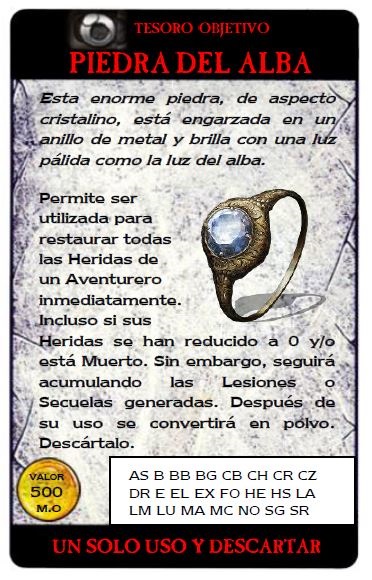 TESORO OBJETIVO
PIEDRA DEL ALBA
Esta enorme piedra, de aspecto
cristalino, está engarzada en un
anillo de metal y brilla con una luz
pálida como la luz del alba.
Permite ser
utilizada para
restaurar todas
las Heridas de
un Aventurero
inmediatamente.
Incluso si sus
Heridas se han reducido a 0 y/o
está Muerto. Sin embargo, seguirá
acumulando las Lesiones o
Secuelas generadas. Después de
su uso se convertirá en polvo.
Descártalo.
VALOR
500
M.O
AS B BB BG CB CH CR CZ
DR E EL EX FO HE HS LA
LM LU MA MC NO SG SR
UN SOLO USO Y DESCARTAR